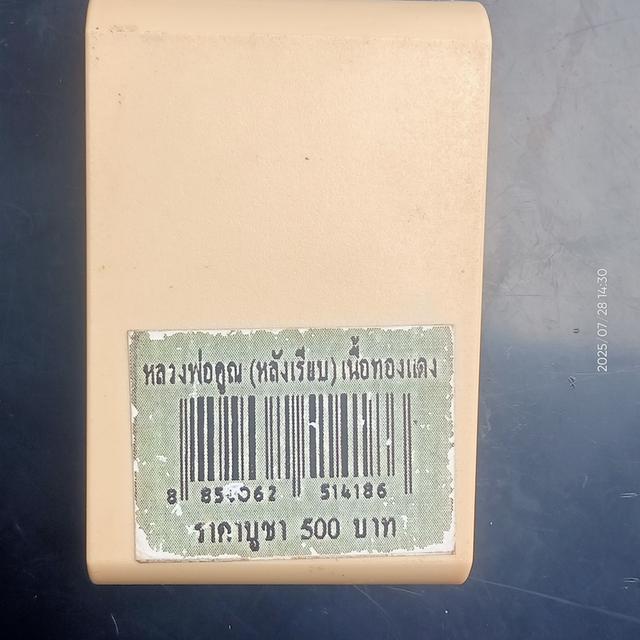 หลวงพ่อคูณ (หลังเรียบ) เนื้อทองแดง
514186
ราคาบูชา 500 บาท
2025/07/28 14:30